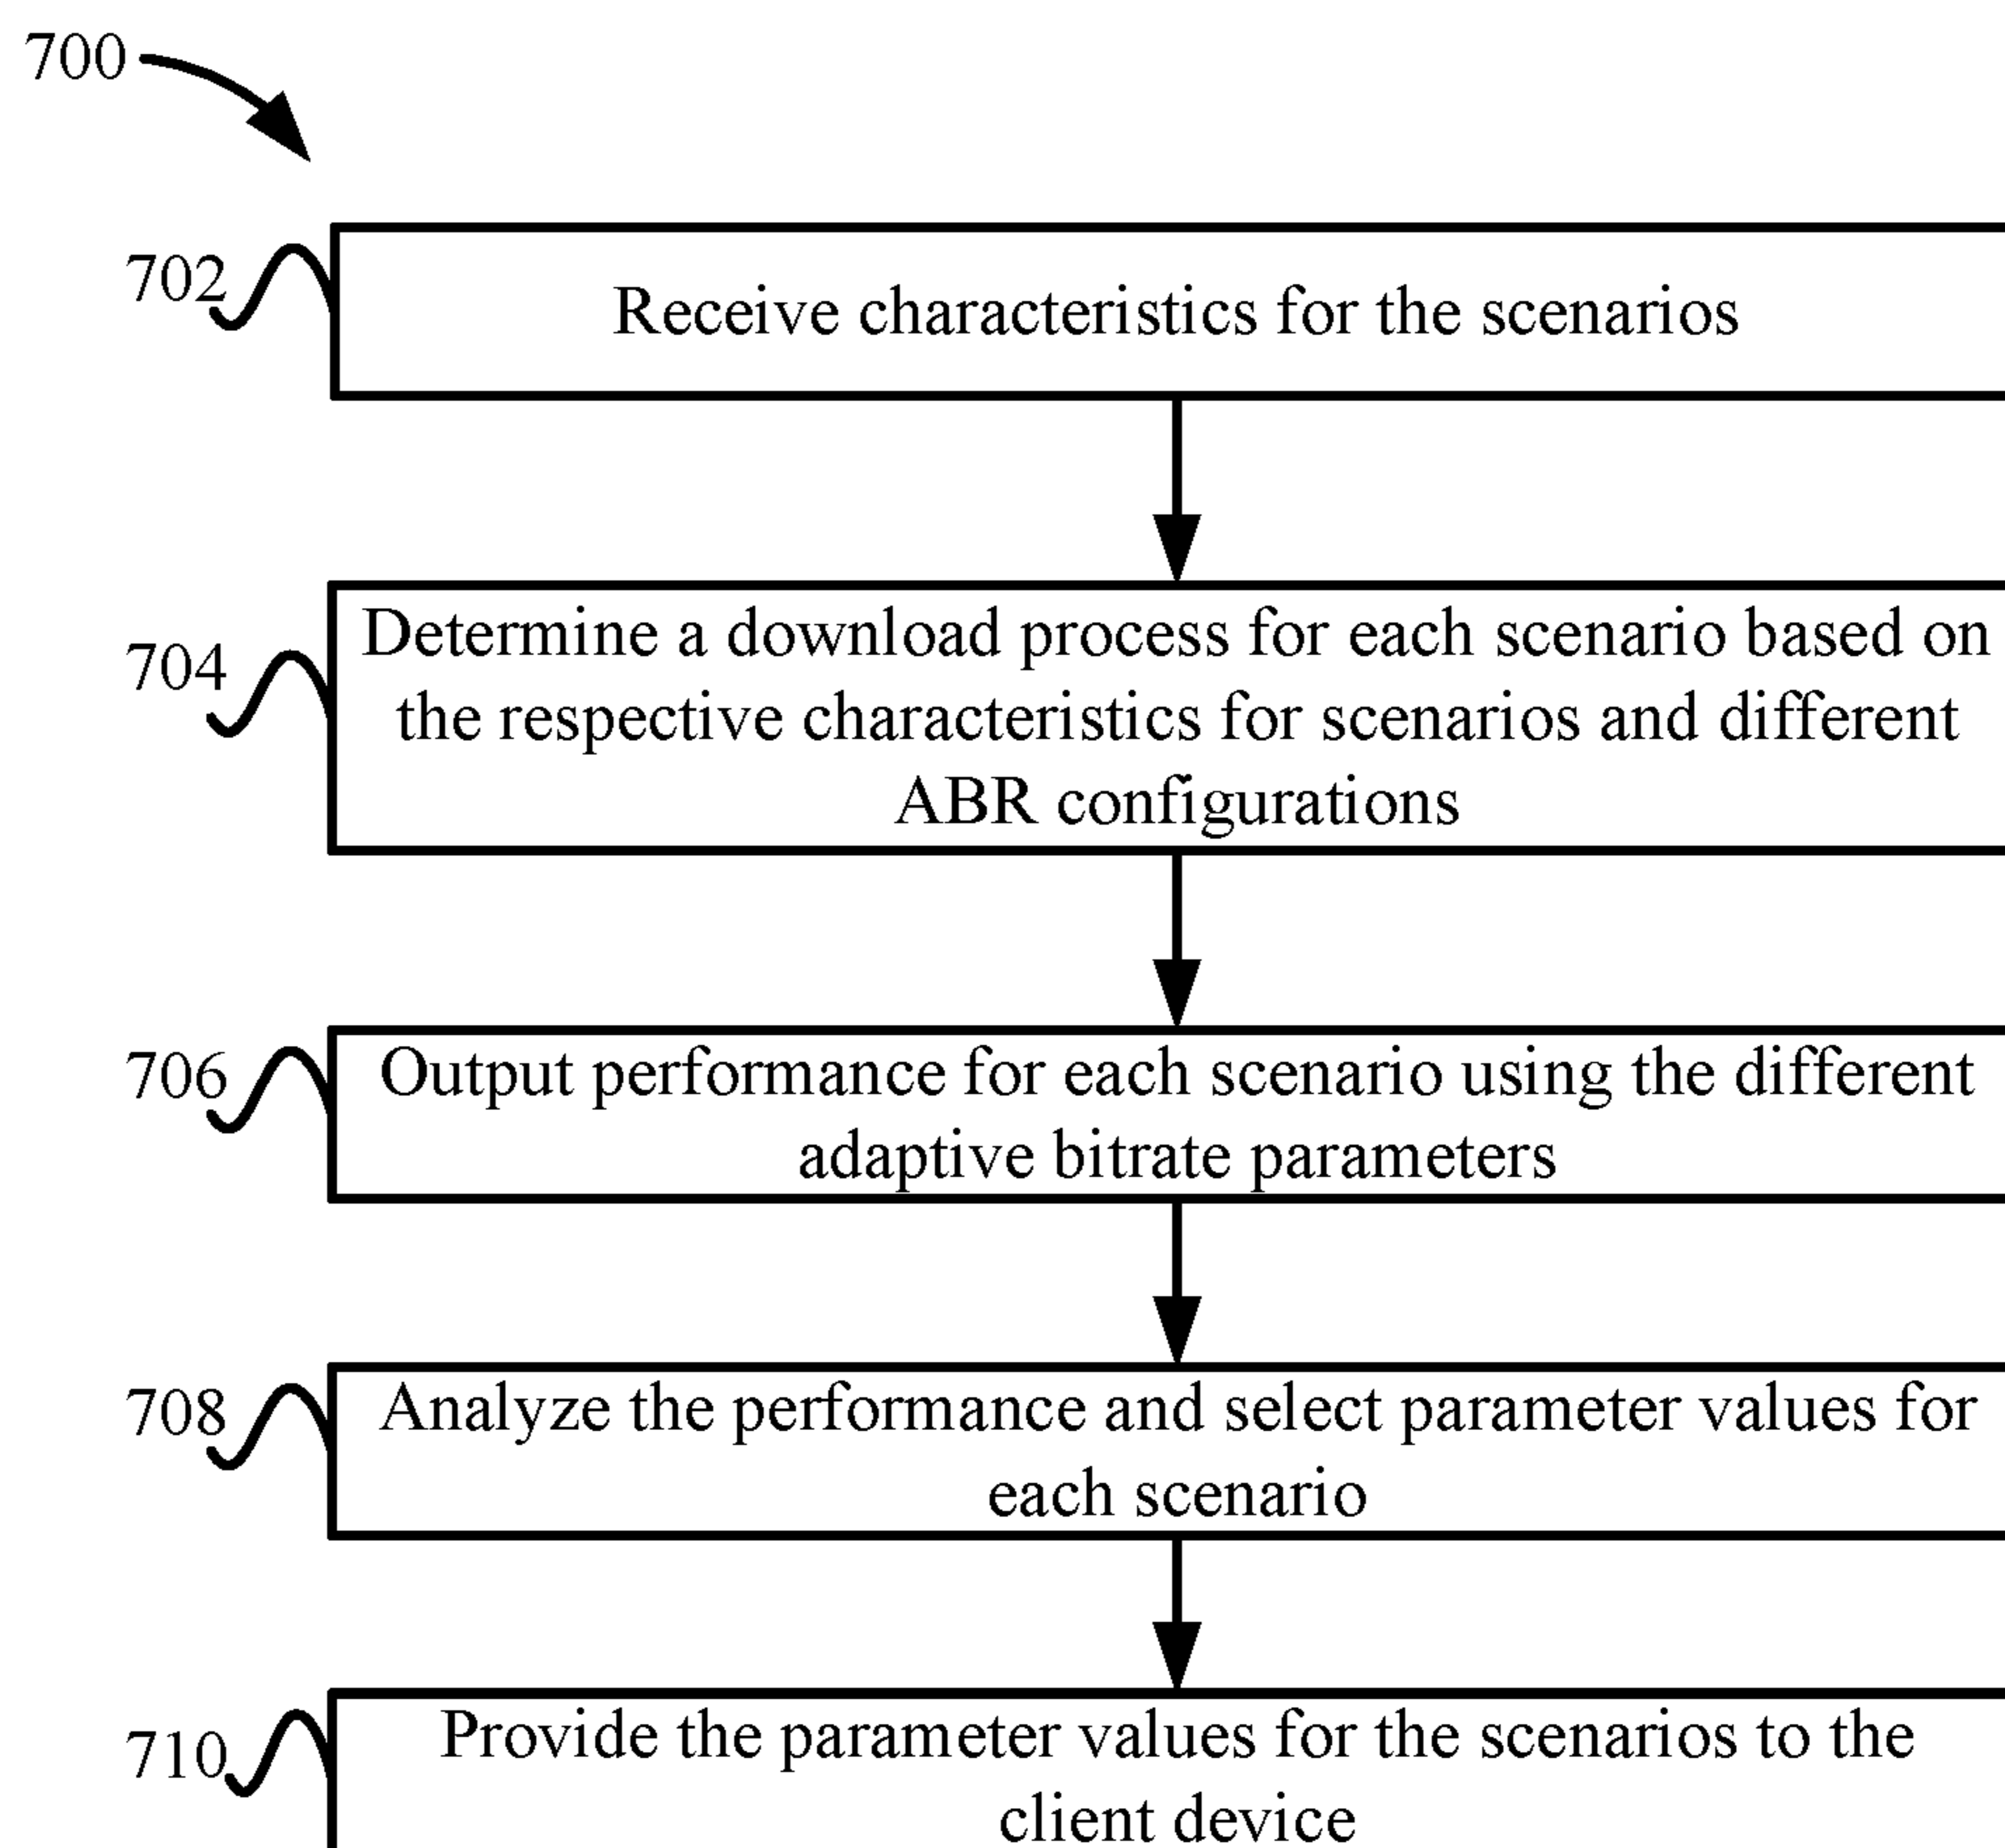 700
702
Receive characteristics for the scenarios
704
Determine a download process for each scenario based on
the respective characteristics for scenarios and different
ABR configurations
706
Output performance for each scenario using the different
adaptive bitrate parameters
708
Analyze the performance and select parameter values for
each scenario
710
Provide the parameter values for the scenarios to the
client device